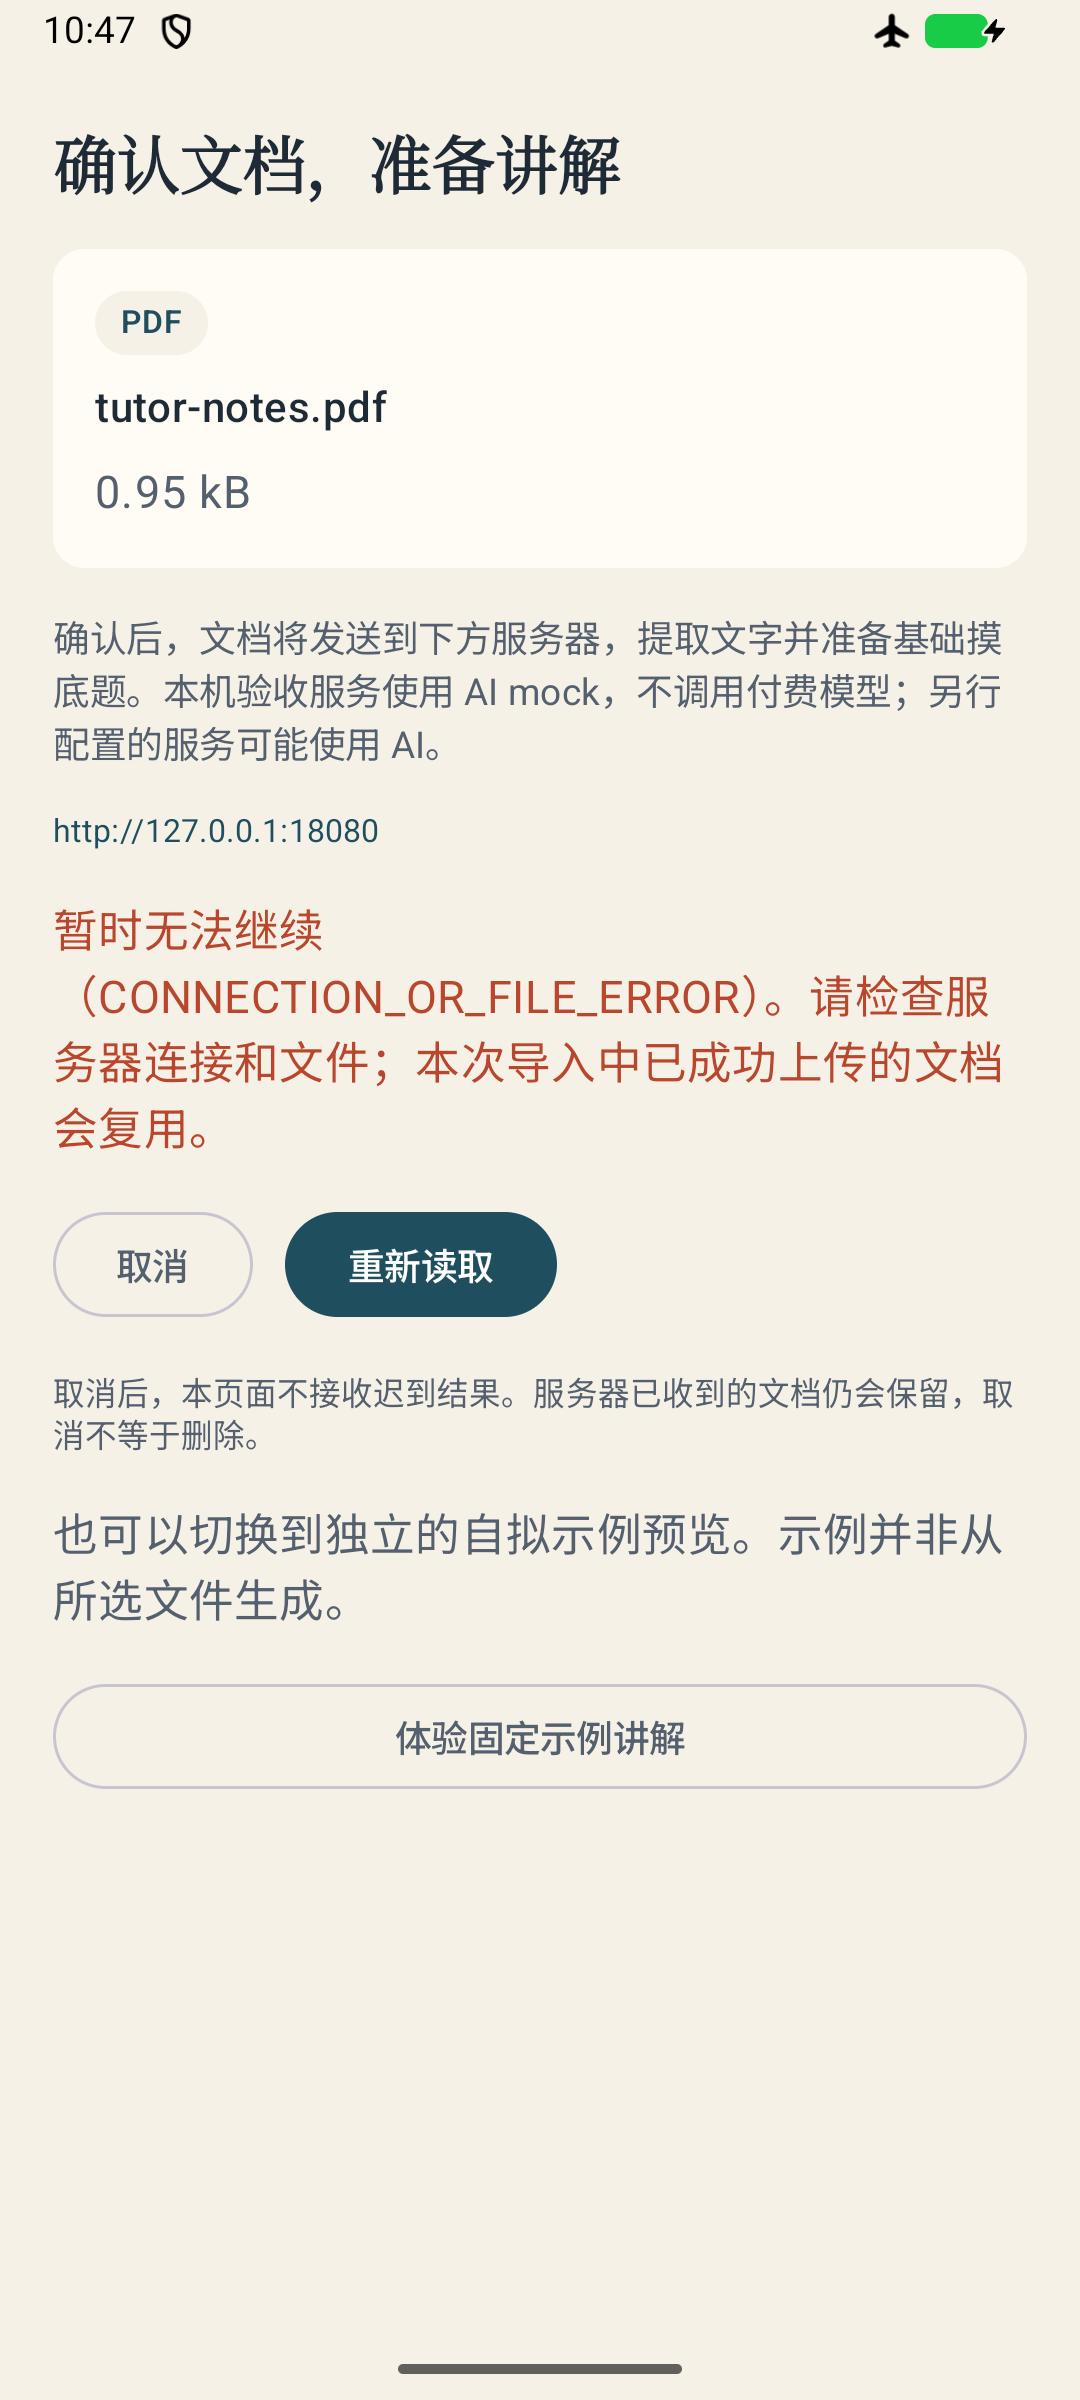 10:47
确认文档，准备讲解
PDF
tutor-notes.pdf
0.95 kB
确认后，文档将发送到下方服务器，提取文字并准备基础摸
底题。本机验收服务使用 AI mock，不调用付费模型；另行
配置的服务可能使用 AI。
http://127.0.0.1:18080
暂时无法继续
（CONNECTION_OR_FILE_ERROR）。请检查服
务器连接和文件；本次导入中已成功上传的文档
会复用。
取消 重新读取
取消后，本页面不接收迟到结果。服务器已收到的文档仍会保留，取
消不等于删除。
也可以切换到独立的自拟示例预览。示例并非从
所选文件生成。
体验固定示例讲解